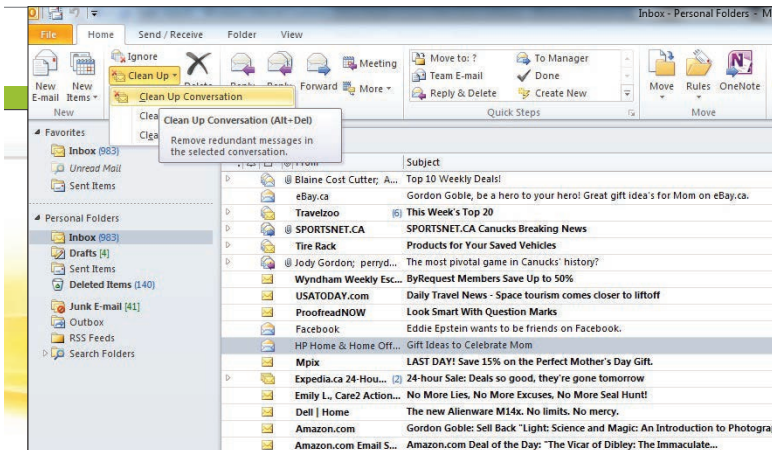 Inbox - Personal Folders - M
File Home Send / Receive Folder View
New E-mail
New Items
New
Ignore
Clean Up
Clean Up Conversation
Clea
Clea
Clean Up Conversation (Alt+Del)
Remove redundant messages in
the selected conversation.
Forward
Meeting
More
Move to: ?
Team E-mail
Reply & Delete
To Manager
Done
Create New
Quick Steps
Move
Rules
OneNote
Move
Favorites
Inbox (983)
Unread Mail
Sent Items
Personal Folders
Inbox (983)
Drafts [4]
Sent Items
Deleted Items (140)
Junk E-mail [41]
Outbox
RSS Feeds
Search Folders
Subject
Blaine Cost Cutter; A... Top 10 Weekly Deals!
eBay.ca Gordon Goble, be a hero to your hero! Great gift idea's for Mom on eBay.ca.
Travelzoo (6) This Week's Top 20
SPORTSNET.CA SPORTSNET.CA Canucks Breaking News
Tire Rack Products for Your Saved Vehicles
Jody Gordon; perryd... The most pivotal game in Canucks' history?
Wyndham Weekly Esc... ByRequest Members Save Up to 50%
USATODAY.com Daily Travel News - Space tourism comes closer to liftoff
ProofreadNOW Look Smart With Question Marks
Facebook Eddie Epstein wants to be friends on Facebook.
HP Home & Home Off... Gift Ideas to Celebrate Mom
Mpix LAST DAY! Save 15% on the Perfect Mother's Day Gift.
Expedia.ca 24-Hou... (2) 24-hour Sale: Deals so good, they're gone tomorrow
Emily L., Care2 Action... No More Lies, No More Excuses, No More Seal Hunt!
Dell | Home The new Alienware M14x. No limits. No mercy.
Amazon.com Gordon Goble: Sell Back "Light: Science and Magic: An Introduction to Photogra
Amazon.com Email S... Amazon.com Deal of the Day: "The Vicar of Dibley: The Immaculate...